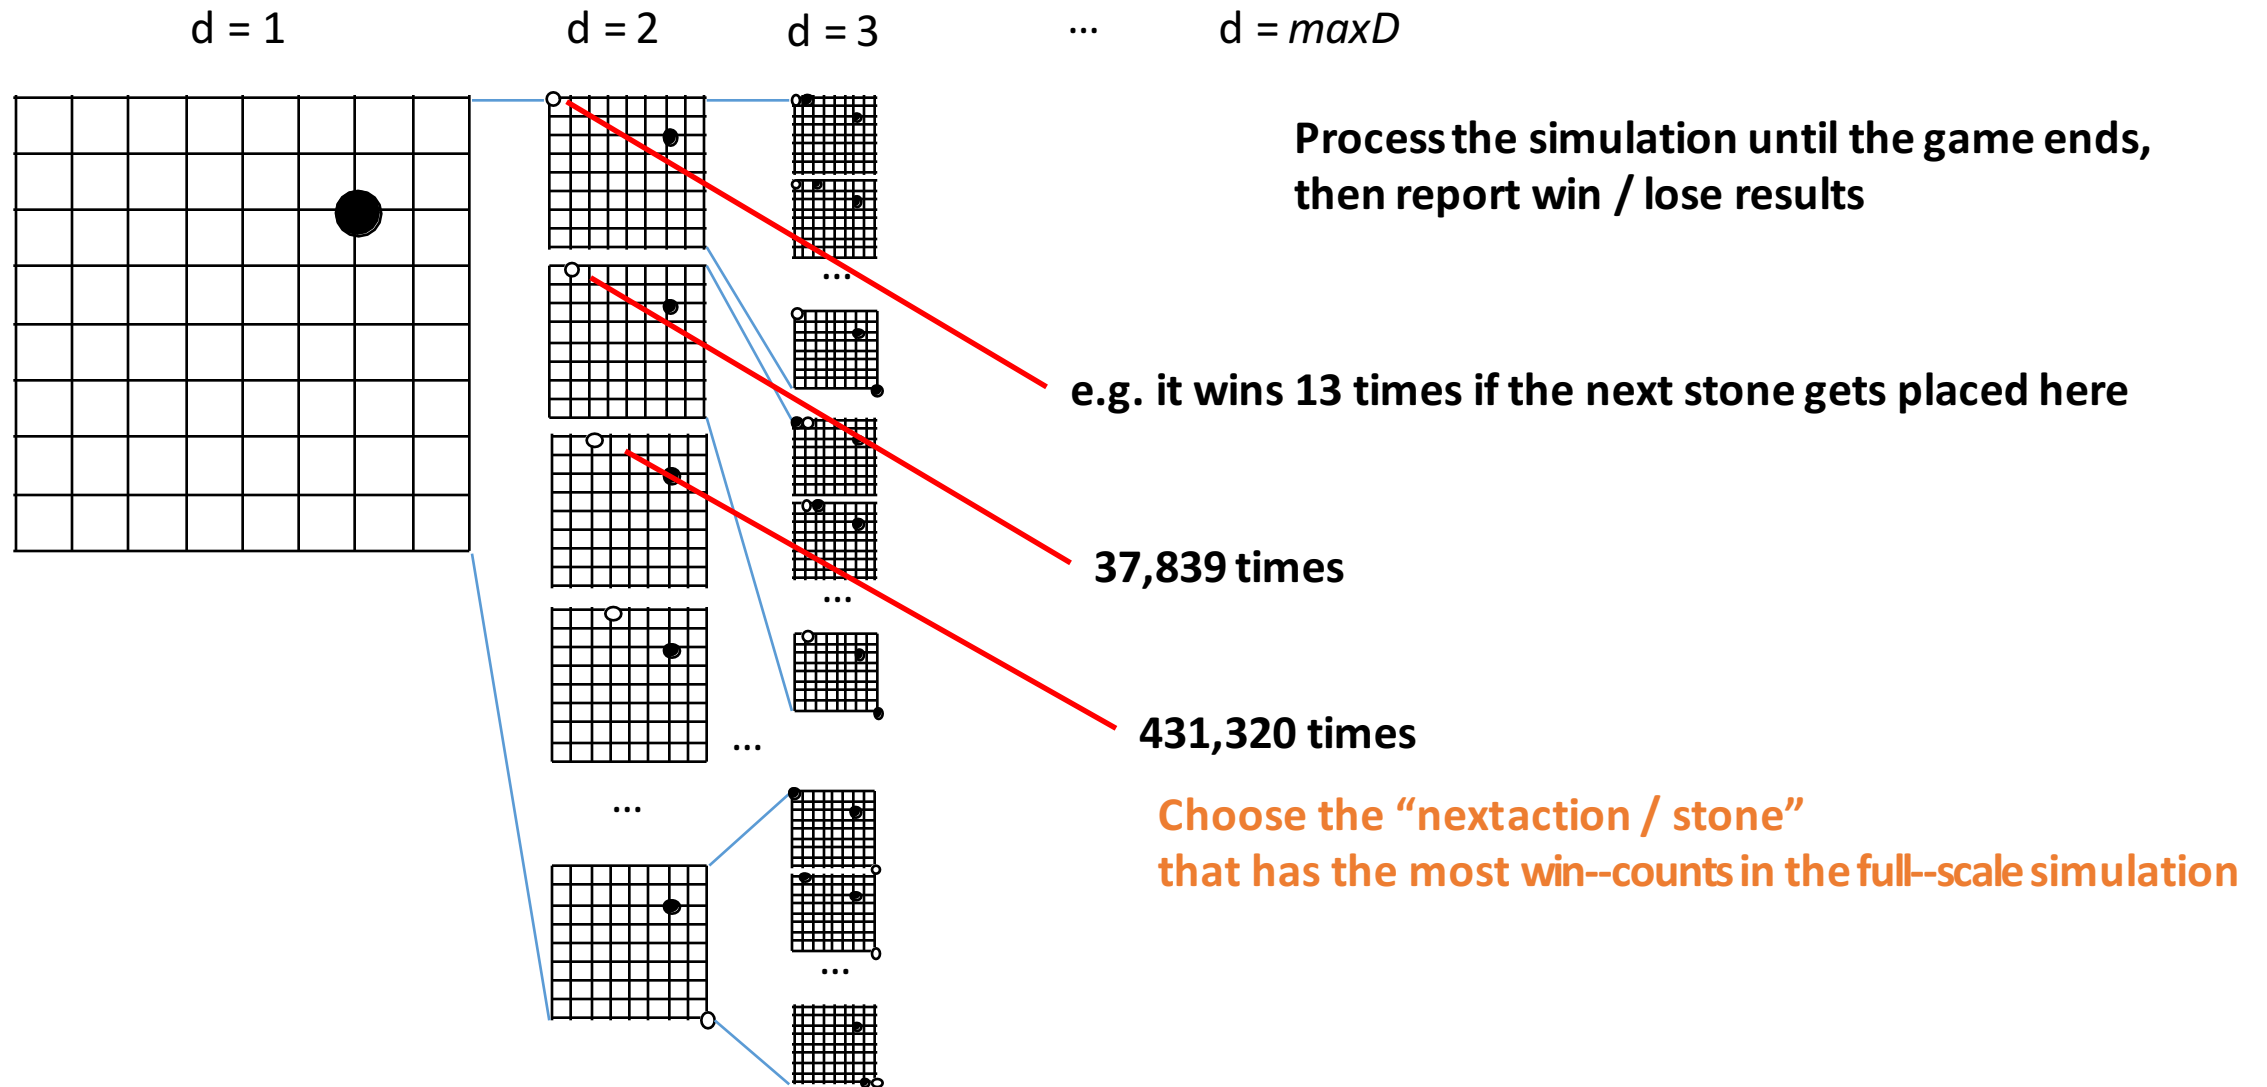 d = 1 d = 2 d = 3 ... d = maxD
Process the simulation until the game ends,
then report win / lose results
...
e.g. it wins 13 times if the next stone gets placed here
37,839 times
...
431,320 times
...
...
Choose the “nextaction / stone”
that has the most win--counts in the full--scale simulation
...